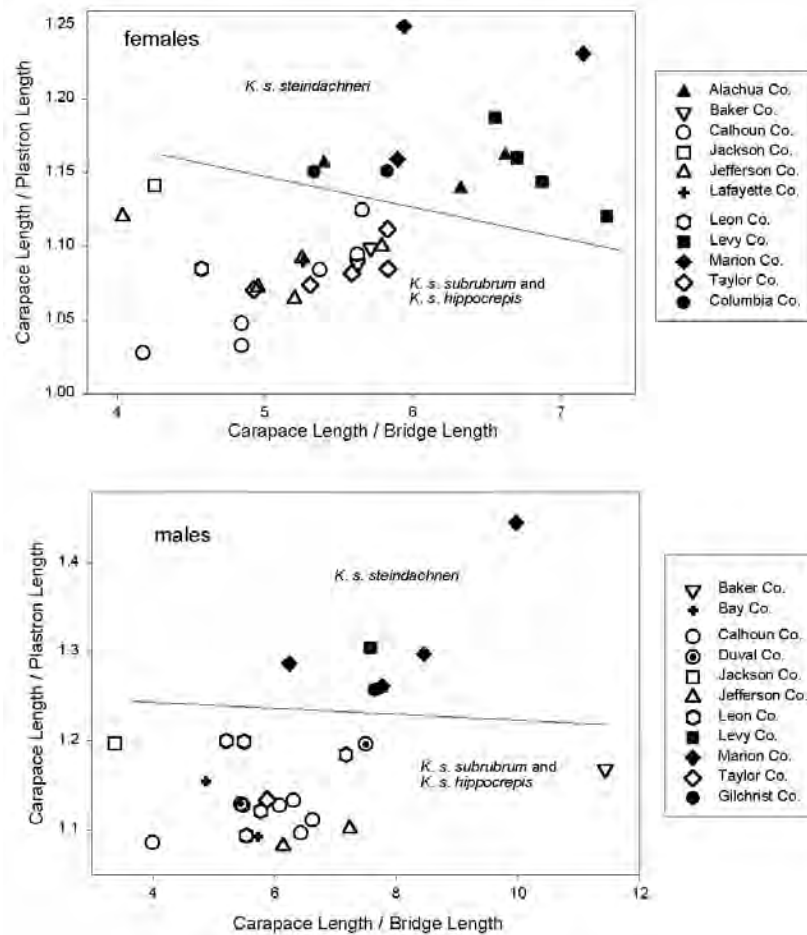 females
K. s. steindachneri
K. s. subrubrum and
K. s. hippocrepis
1.25
1.20
1.15
1.10
1.05
1.00
Carapace Length / Plastron Length
4 5 6 7
Carapace Length / Bridge Length
Alachua Co.
Baker Co.
Calhoun Co.
Jackson Co.
Jefferson Co.
Lafayette Co.
Leon Co.
Levy Co.
Marion Co.
Taylor Co.
Columbia Co.
males
K. s. steindachneri
K. s. subrubrum and
K. s. hippocrepis
1.4
1.3
1.2
1.1
Carapace Length / Plastron Length
4 6 8 10 12
Carapace Length / Bridge Length
Baker Co.
Bay Co.
Calhoun Co.
Duval Co.
Jackson Co.
Jefferson Co.
Leon Co.
Levy Co.
Marion Co.
Taylor Co.
Gilchrist Co.